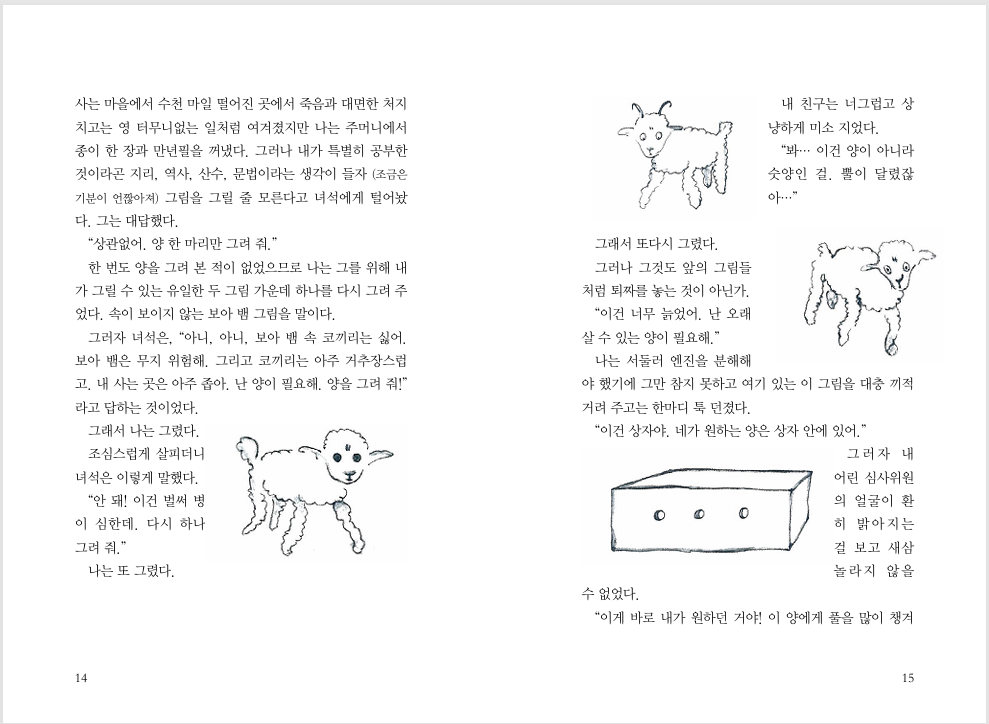 사는 마을에서 수천 마일 떨어진 곳에서 죽음과 대면한 처지
치고는 영 터무니없는 일처럼 여겨졌지만 나는 주머니에서
종이 한 장과 만년필을 꺼냈다. 그러나 내가 특별히 공부한
것이라곤 지리, 역사, 산수, 문법이라는 생각이 들자 (조금은
기분이 언짢아져) 그림을 그릴 줄 모른다고 녀석에게 털어놨
다. 그는 대답했다.
“상관없어. 양 한 마리만 그려 줘.”
한 번도 양을 그려 본 적이 없었으므로 나는 그를 위해 내
가 그릴 수 있는 유일한 두 그림 가운데 하나를 다시 그려 주
었다. 속이 보이지 않는 보아 뱀 그림을 말이다.
그러자 녀석은, “아니, 아니, 보아 뱀 속 코끼리는 싫어.
보아 뱀은 무지 위험해. 그리고 코끼리는 아주 거추장스럽
고. 내 사는 곳은 아주 좁아. 난 양이 필요해. 양을 그려 줘!”
라고 답하는 것이었다.
그래서 나는 그렸다.
조심스럽게 살피더니
녀석은 이렇게 말했다.
“안 돼! 이건 벌써 병
이 심한데. 다시 하나
그려 줘.”
나는 또 그렸다.
14
내 친구는 너그럽고 상
냥하게 미소 지었다.
“봐… 이건 양이 아니라
숫양인 걸. 뿔이 달렸잖
아…”
그래서 또다시 그렸다.
그러나 그것도 앞의 그림들
처럼 퇴짜를 놓는 것이 아닌가.
“이건 너무 늙었어. 난 오래
살 수 있는 양이 필요해.”
나는 서둘러 엔진을 분해해
야 했기에 그만 참지 못하고 여기 있는 이 그림을 대충 끼적
거려 주고는 한마디 툭 던졌다.
“이건 상자야. 네가 원하는 양은 상자 안에 있어.”
그러자 내
어린 심사위원
의 얼굴이 환
히 밝아지는
걸 보고 새삼
놀라지 않을
수 없었다.
“이게 바로 내가 원하던 거야! 이 양에게 풀을 많이 챙겨
15